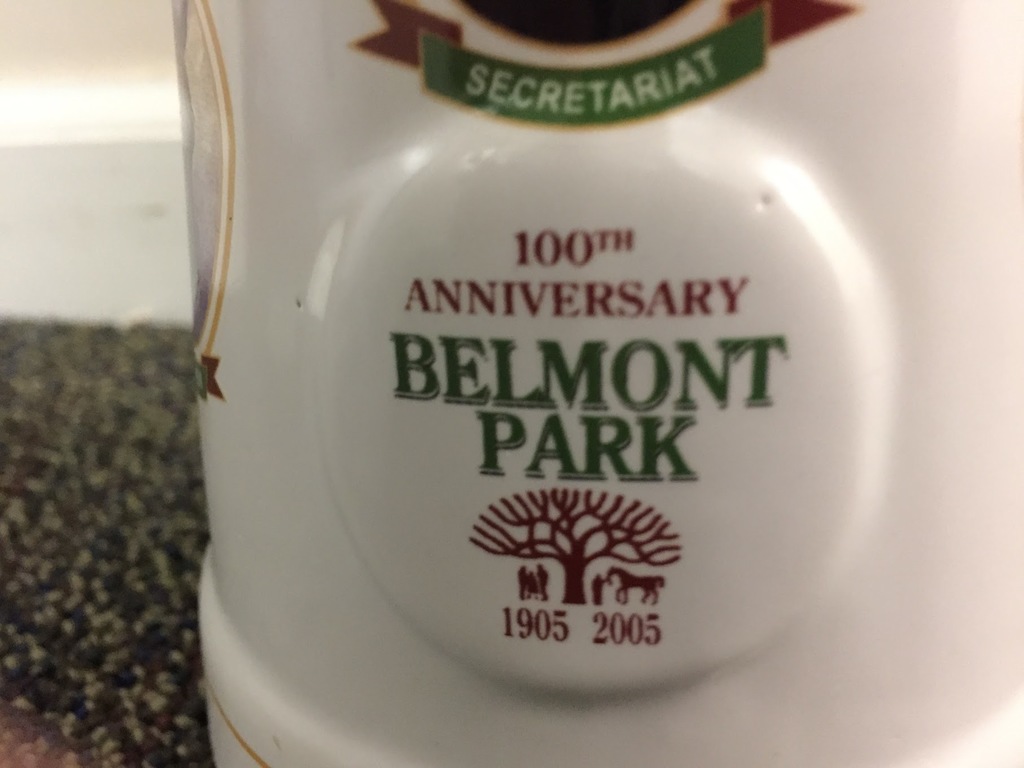 SECRETARIAT
100TH
ANNIVERSARY
BELMONT
PARK
1905 2005